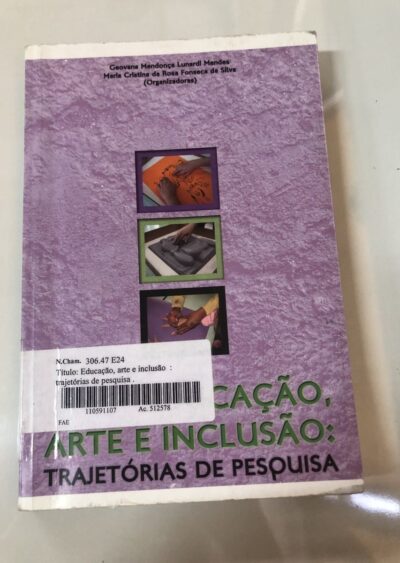 Geovana Mendonça Lunardi Mendes
Maria Cristina da Rosa Fonseca da Silva
(Organizadoras)
N.Cham. 306.47 E24
Título: Educação, arte e inclusão :
trajetórias de pesquisa .
110591107 Ac. 512578
FAE
CAÇÃO,
ARTE E INCLUSÃO:
TRAJETÓRIAS DE PESQUISA